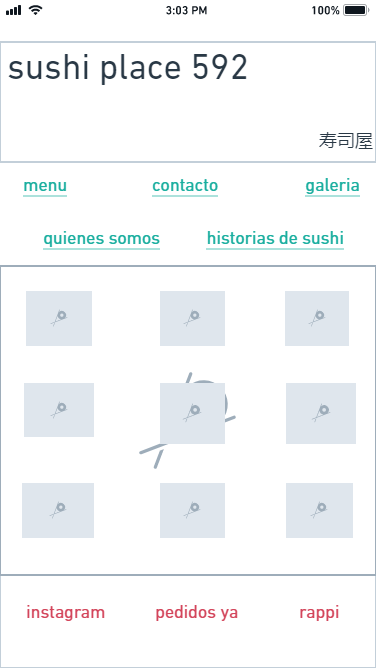 3:03 PM
100%
sushi place 592
寿司屋
menu contacto galeria
quienes somos historias de sushi
instagram pedidos ya rappi